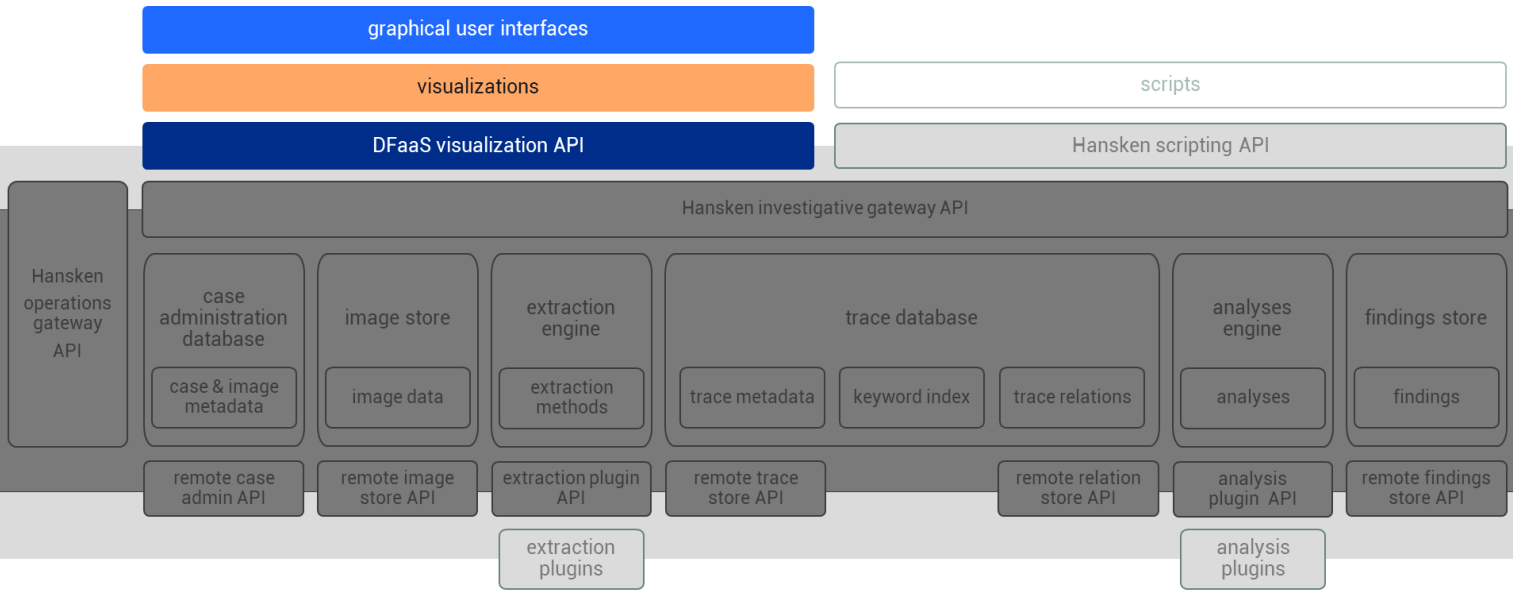 graphical user interfaces
visualizations
scripts
DFaaS visualization API
Hansken scripting API
Hansken investigative gateway API
Hansken
operations
gateway
API
case
administration
database
case & image
metadata
image store
image data
extraction
engine
extraction
methods
trace database
trace metadata
keyword index
trace relations
analyses
engine
analyses
findings store
findings
remote case
admin API
remote image
store API
extraction plugin
API
remote trace
store API
remote relation
store API
analysis
plugin API
remote findings
store API
extraction
plugins
analysis
plugins